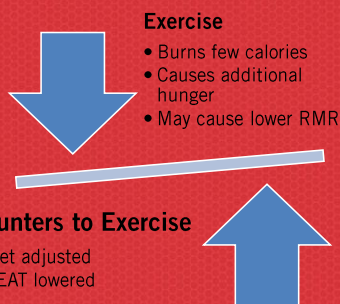 Exercise
• Burns few calories
• Causes additional
hunger
• May cause lower RMR
unters to Exercise
et adjusted
EAT lowered